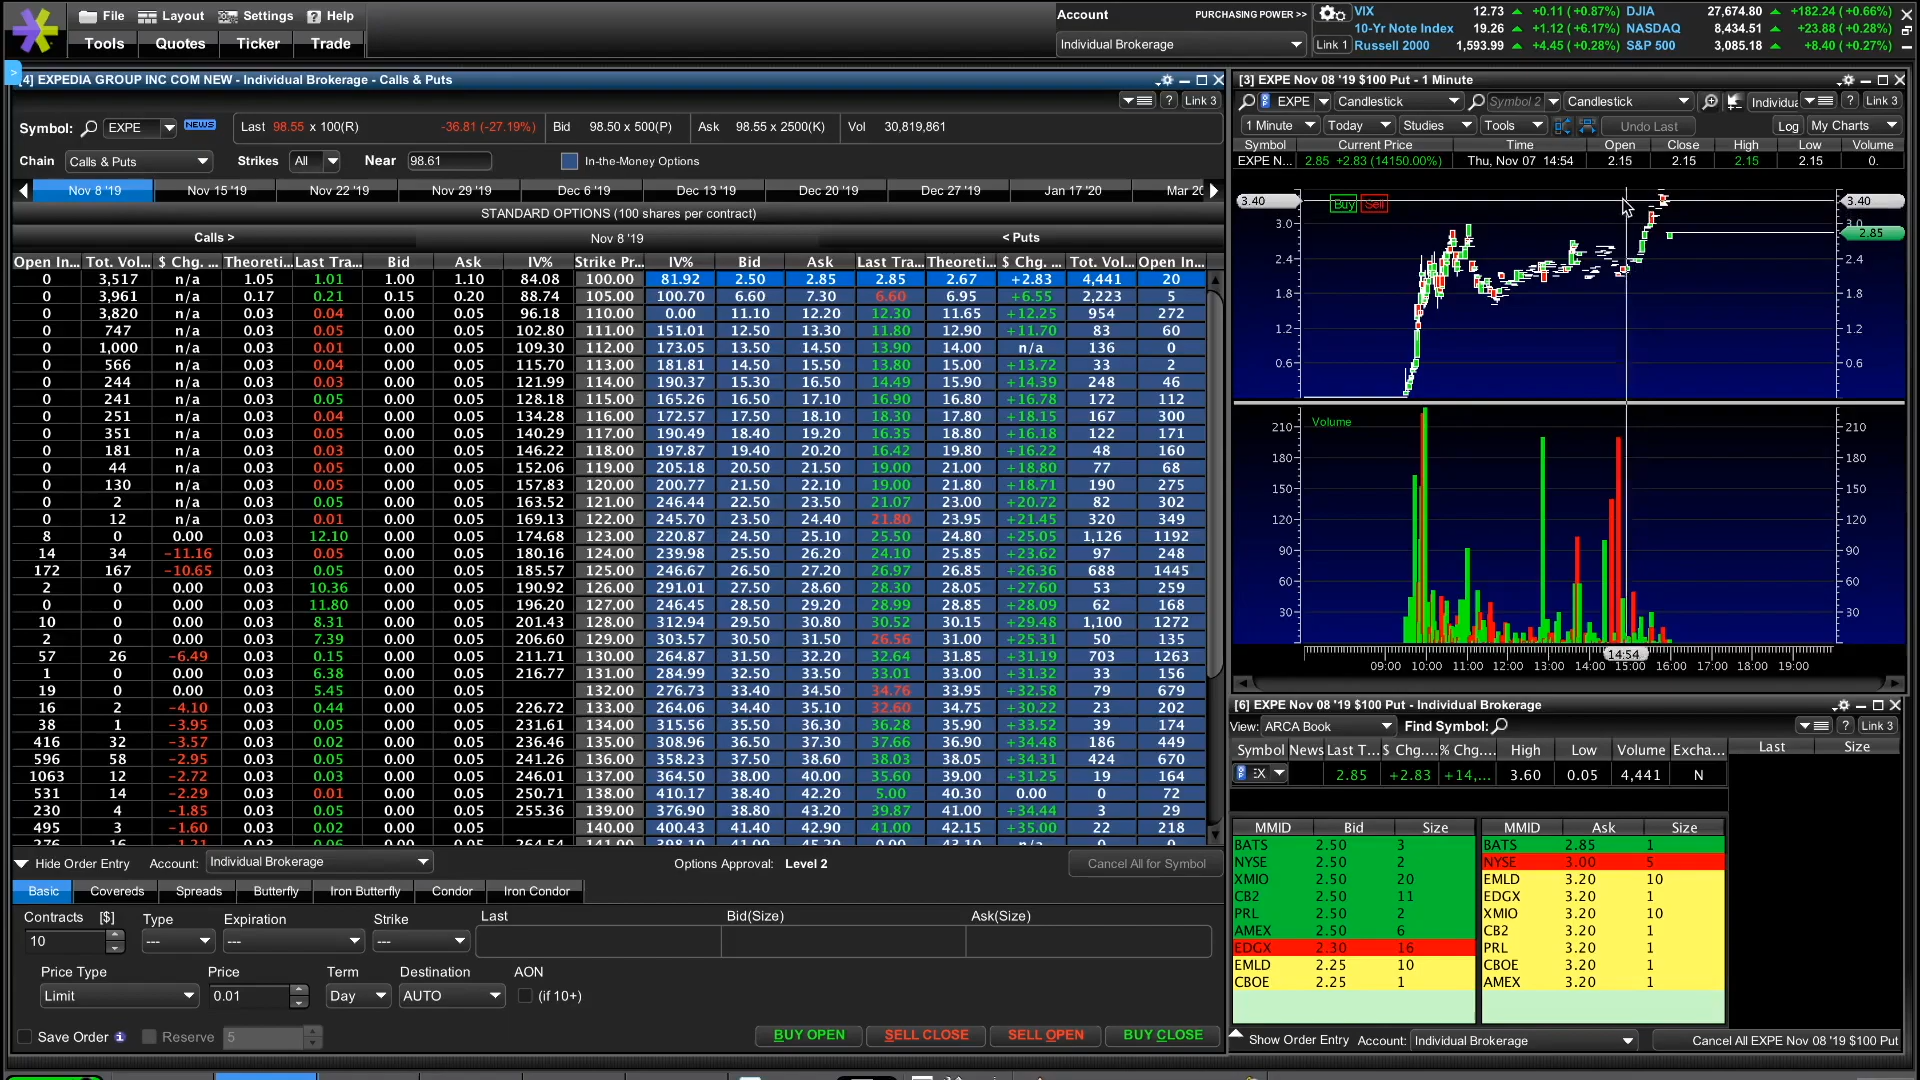 File Layout Settings Help
Tools Quotes Ticker Trade
Account PURCHASING POWER >>
Individual Brokerage
Link 1
VIX 12.73 +0.11 (+0.87%) DJIA 27,674.80 +182.24 (+0.66%)
10-Yr Note Index 19.26 +1.12 (+6.17%) NASDAQ 8,434.51 +23.88 (+0.28%)
Russell 2000 1,593.99 +4.45 (+0.28%) S&P 500 3,085.18 +8.40 (+0.27%)
[4] EXPEDIA GROUP INC COM NEW - Individual Brokerage - Calls & Puts
? Link 3
Symbol: EXPE NEWS Last 98.55 x 100(R) -36.81 (-27.19%) Bid 98.50 x 500(P) Ask 98.55 x 2500(K) Vol 30,819,861
Chain Calls & Puts Strikes All Near 98.61 In-the-Money Options
Nov 8 '19 Nov 15 '19 Nov 22 '19 Nov 29 '19 Dec 6 '19 Dec 13 '19 Dec 20 '19 Dec 27 '19 Jan 17 '20 Mar 20
STANDARD OPTIONS (100 shares per contract)
Calls > Nov 8 '19 < Puts
Open In... Tot. Vol... $ Chg. ... Theoreti... Last Tra... Bid Ask IV% Strike Pr... IV% Bid Ask Last Tra... Theoreti... $ Chg. ... Tot. Vol... Open In...
0 3,517 n/a 1.05 1.01 1.00 1.10 84.08 100.00 81.92 2.50 2.85 2.85 2.67 +2.83 4,441 20
0 3,961 n/a 0.17 0.21 0.15 0.20 88.74 105.00 100.70 6.60 7.30 6.60 6.95 +6.55 2,223 5
0 3,820 n/a 0.03 0.04 0.00 0.05 96.18 110.00 0.00 11.10 12.20 12.30 11.65 +12.25 954 272
0 747 n/a 0.03 0.05 0.00 0.05 102.80 111.00 151.01 12.50 13.30 11.80 12.90 +11.70 83 60
0 1,000 n/a 0.03 0.01 0.00 0.05 109.30 112.00 173.05 13.50 14.50 13.90 14.00 n/a 136 0
0 566 n/a 0.03 0.04 0.00 0.05 115.70 113.00 181.81 14.50 15.50 13.80 15.00 +13.72 33 2
0 244 n/a 0.03 0.03 0.00 0.05 121.99 114.00 190.37 15.30 16.50 14.49 15.90 +14.39 248 46
0 241 n/a 0.03 0.05 0.00 0.05 128.18 115.00 165.26 16.50 17.10 16.90 16.80 +16.78 172 112
0 251 n/a 0.03 0.04 0.00 0.05 134.28 116.00 172.57 17.50 18.10 18.30 17.80 +18.15 167 300
0 351 n/a 0.03 0.05 0.00 0.05 140.29 117.00 190.49 18.40 19.20 16.35 18.80 +16.18 122 171
0 181 n/a 0.03 0.03 0.00 0.05 146.22 118.00 197.87 19.40 20.20 16.42 19.80 +16.22 48 160
0 44 n/a 0.03 0.03 0.00 0.05 152.06 119.00 205.18 20.50 21.50 19.00 21.00 +18.80 77 68
0 130 n/a 0.03 0.05 0.00 0.05 157.83 120.00 200.77 21.50 22.10 19.00 21.80 +18.71 190 275
0 2 n/a 0.03 0.05 0.00 0.05 163.52 121.00 246.44 22.50 23.50 21.07 23.00 +20.72 82 302
0 12 n/a 0.03 0.01 0.00 0.05 169.13 122.00 245.70 23.50 24.40 21.80 23.95 +21.45 320 349
8 0 0.00 0.03 12.10 0.00 0.05 174.68 123.00 220.87 24.50 25.10 25.50 24.80 +25.05 1,126 1192
14 34 -11.16 0.03 0.05 0.00 0.05 180.16 124.00 239.98 25.50 26.20 24.10 25.85 +23.62 97 248
172 167 -10.65 0.03 0.05 0.00 0.05 185.57 125.00 246.67 26.50 27.20 26.97 26.85 +26.36 688 1445
2 0 0.00 0.03 10.36 0.00 0.05 190.92 126.00 291.01 27.50 28.60 28.30 28.05 +27.60 53 259
0 0 0.00 0.03 11.80 0.00 0.05 196.20 127.00 246.45 28.50 29.20 28.99 28.85 +28.09 62 168
10 0 0.00 0.03 8.31 0.00 0.05 201.43 128.00 312.94 29.50 30.80 30.52 30.15 +29.48 1,100 1272
2 0 0.00 0.03 7.39 0.00 0.05 206.60 129.00 303.57 30.50 31.50 26.56 31.00 +25.31 50 135
57 26 -6.49 0.03 0.15 0.00 0.05 211.71 130.00 264.87 31.50 32.20 32.64 31.85 +31.19 703 1263
1 0 0.00 0.03 6.38 0.00 0.05 216.77 131.00 284.99 32.50 33.50 33.01 33.00 +31.32 33 156
19 0 0.00 0.03 5.45 0.00 0.05 132.00 276.73 33.40 34.50 34.76 33.95 +32.58 79 679
16 2 -4.10 0.03 0.44 0.00 0.05 226.72 133.00 264.06 34.40 35.10 32.60 34.75 +30.22 23 202
38 1 -3.95 0.03 0.05 0.00 0.05 231.61 134.00 315.56 35.50 36.30 36.28 35.90 +33.52 39 174
416 32 -3.57 0.03 0.02 0.00 0.05 236.46 135.00 308.96 36.50 37.30 37.66 36.90 +34.48 186 449
596 58 -2.95 0.03 0.05 0.00 0.05 241.26 136.00 358.23 37.50 38.60 38.03 38.05 +34.31 424 670
1063 12 -2.72 0.03 0.03 0.00 0.05 246.01 137.00 364.50 38.00 40.00 35.60 39.00 +31.25 19 164
531 14 -2.29 0.03 0.01 0.00 0.05 250.71 138.00 410.17 38.40 42.20 5.00 40.30 0.00 0 72
230 4 -1.85 0.03 0.05 0.00 0.05 255.36 139.00 376.90 38.80 43.20 39.87 41.00 +34.44 3 29
495 3 -1.60 0.03 0.02 0.00 0.05 140.00 400.43 41.40 42.90 41.00 42.15 +35.00 22 218
Hide Order Entry Account: Individual Brokerage Options Approval: Level 2 Cancel All for Symbol
Basic Covereds Spreads Butterfly Iron Butterfly Condor Iron Condor
Contracts [$] Type Expiration Strike Last Bid(Size) Ask(Size)
10 --- --- ---
Price Type Price Term Destination AON
Limit 0.01 Day AUTO (if 10+)
Save Order Reserve 5 BUY OPEN SELL CLOSE SELL OPEN BUY CLOSE
[3] EXPE Nov 08 '19 $100 Put - 1 Minute
EXPE Candlestick Symbol 2 Candlestick Individua ? Link 3
1 Minute Today Studies Tools Undo Last Log My Charts
Symbol Current Price Time Open Close High Low Volume
EXPE N... 2.85 +2.83 (14150.00%) Thu, Nov 07 14:54 2.15 2.15 2.15 2.15 0.
3.40 Buy Sell 3.40
3.0 3.0
2.85
2.4 2.4
1.8 1.8
1.2 1.2
0.6 0.6
Volume
210 210
180 180
150 150
120 120
90 90
60 60
30 30
14:54
09:00 10:00 11:00 12:00 13:00 14:00 15:00 16:00 17:00 18:00 19:00
[6] EXPE Nov 08 '19 $100 Put - Individual Brokerage
View: ARCA Book Find Symbol: ? Link 3
Symbol News Last T... $ Chg.... % Chg.... High Low Volume Excha... Last Size
EX 2.85 +2.83 +14,... 3.60 0.05 4,441 N
MMID Bid Size MMID Ask Size
BATS 2.50 3 BATS 2.85 1
NYSE 2.50 2 NYSE 3.00 5
XMIO 2.50 20 EMLD 3.20 10
CB2 2.50 11 EDGX 3.20 1
PRL 2.50 2 XMIO 3.20 10
AMEX 2.50 6 CB2 3.20 1
EDGX 2.30 16 PRL 3.20 1
EMLD 2.25 10 CBOE 3.20 1
CBOE 2.25 1 AMEX 3.20 1
Show Order Entry Account: Individual Brokerage Cancel All EXPE Nov 08 '19 $100 Put